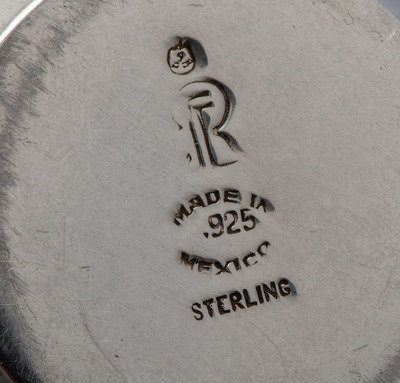 R
MADE IN
.925
MEXICO
STERLING